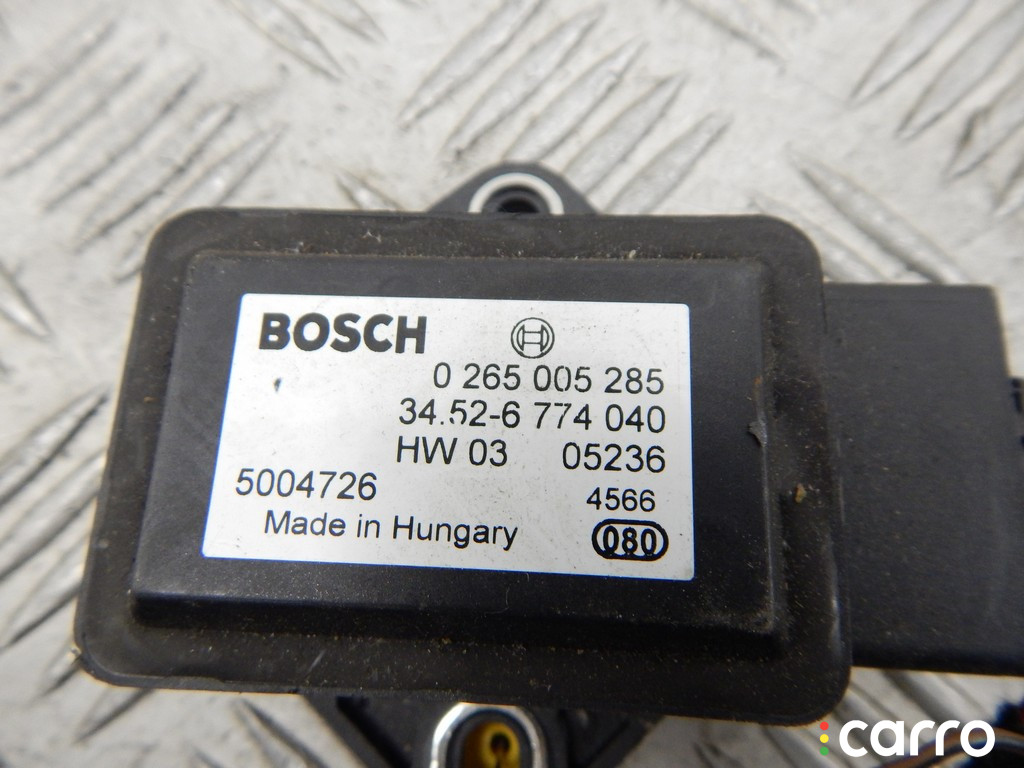 BOSCH
0 265 005 285
34.52-6 774 040
HW 03 05236
5004726 4566
Made in Hungary 080
carro